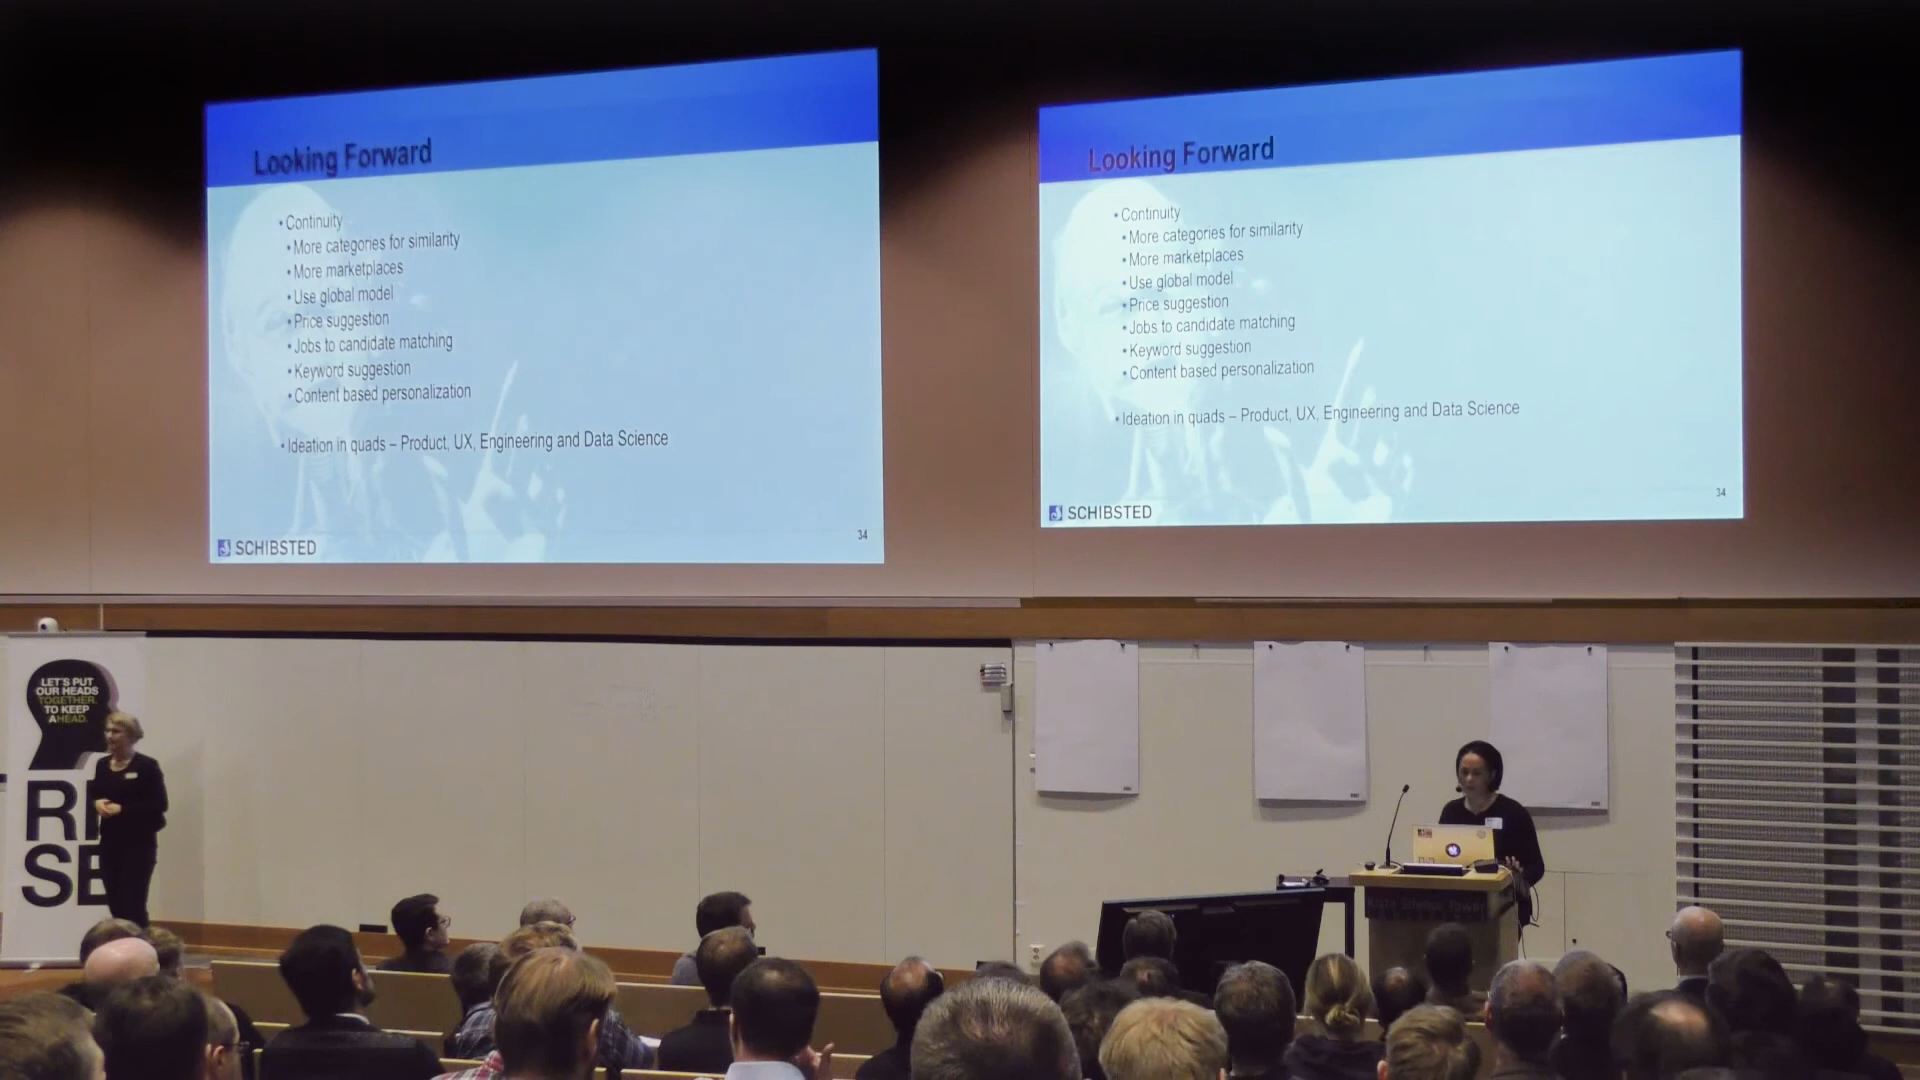 Looking Forward
• Continuity
• More categories for similarity
• More marketplaces
• Use global model
• Price suggestion
• Jobs to candidate matching
• Keyword suggestion
• Content based personalization
• Ideation in quads – Product, UX, Engineering and Data Science
34
SCHIBSTED
Looking Forward
• Continuity
• More categories for similarity
• More marketplaces
• Use global model
• Price suggestion
• Jobs to candidate matching
• Keyword suggestion
• Content based personalization
• Ideation in quads – Product, UX, Engineering and Data Science
34
SCHIBSTED
LET'S PUT
OUR HEADS
TOGETHER.
TO KEEP
AHEAD.
RI
SE